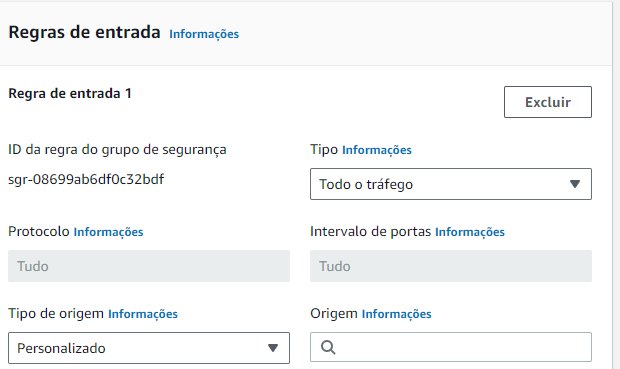 Regras de entrada Informações
Regra de entrada 1
Excluir
ID da regra do grupo de segurança
Tipo Informações
sgr-08699ab6df0c32bdf
Todo o tráfego
Protocolo Informações
Intervalo de portas Informações
Tudo
Tudo
Tipo de origem Informações
Origem Informações
Personalizado